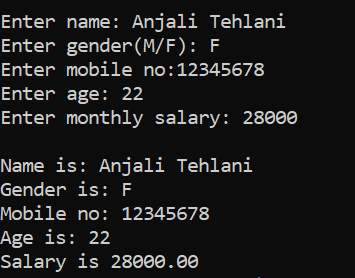 Enter name: Anjali Tehlani
Enter gender(M/F): F
Enter mobile no:12345678
Enter age: 22
Enter monthly salary: 28000
Name is: Anjali Tehlani
Gender is: F
Mobile no: 12345678
Age is: 22
Salary is 28000.00